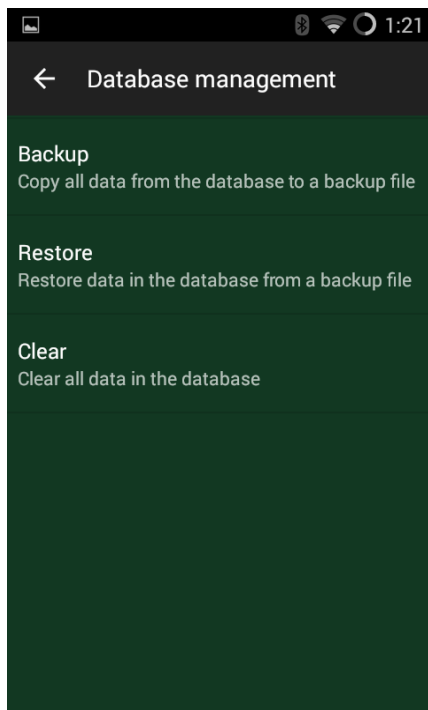 1:21
Database management
Backup
Copy all data from the database to a backup file
Restore
Restore data in the database from a backup file
Clear
Clear all data in the database